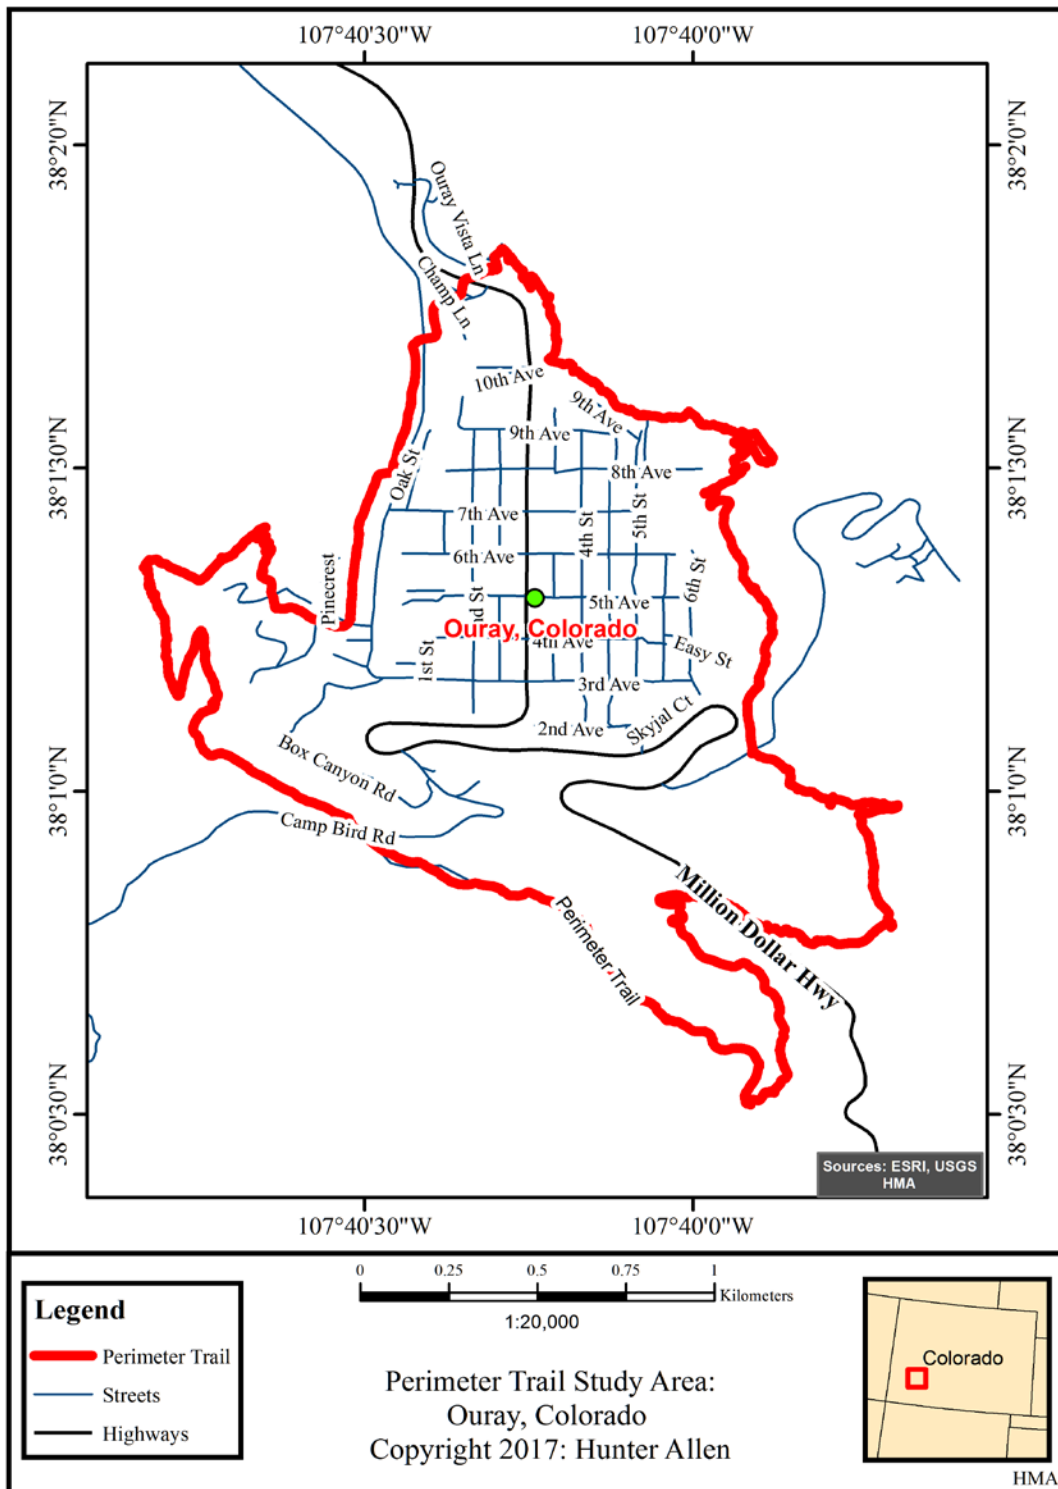 107°40'30"W
107°40'0"W
38°2'0"N
38°2'0"N
Ouray Vista Ln
Champ Ln
10th Ave
9th Ave
9th Ave
38°1'30"N
38°1'30"N
Oak St
8th Ave
7th Ave
4th St
5th St
6th Ave
Pinecrest
nd St
6th St
5th Ave
Ouray, Colorado
4th Ave
Easy St
1st St
3rd Ave
Skyjal Ct
2nd Ave
Box Canyon Rd
38°1'0"N
38°1'0"N
Camp Bird Rd
Million Dollar Hwy
Perimeter Trail
38°0'30"N
38°0'30"N
Sources: ESRI, USGS
HMA
107°40'30"W
107°40'0"W
0 0.25 0.5 0.75 1
Kilometers
1:20,000
Legend
Perimeter Trail
Streets
Highways
Perimeter Trail Study Area:
Ouray, Colorado
Copyright 2017: Hunter Allen
Colorado
HMA